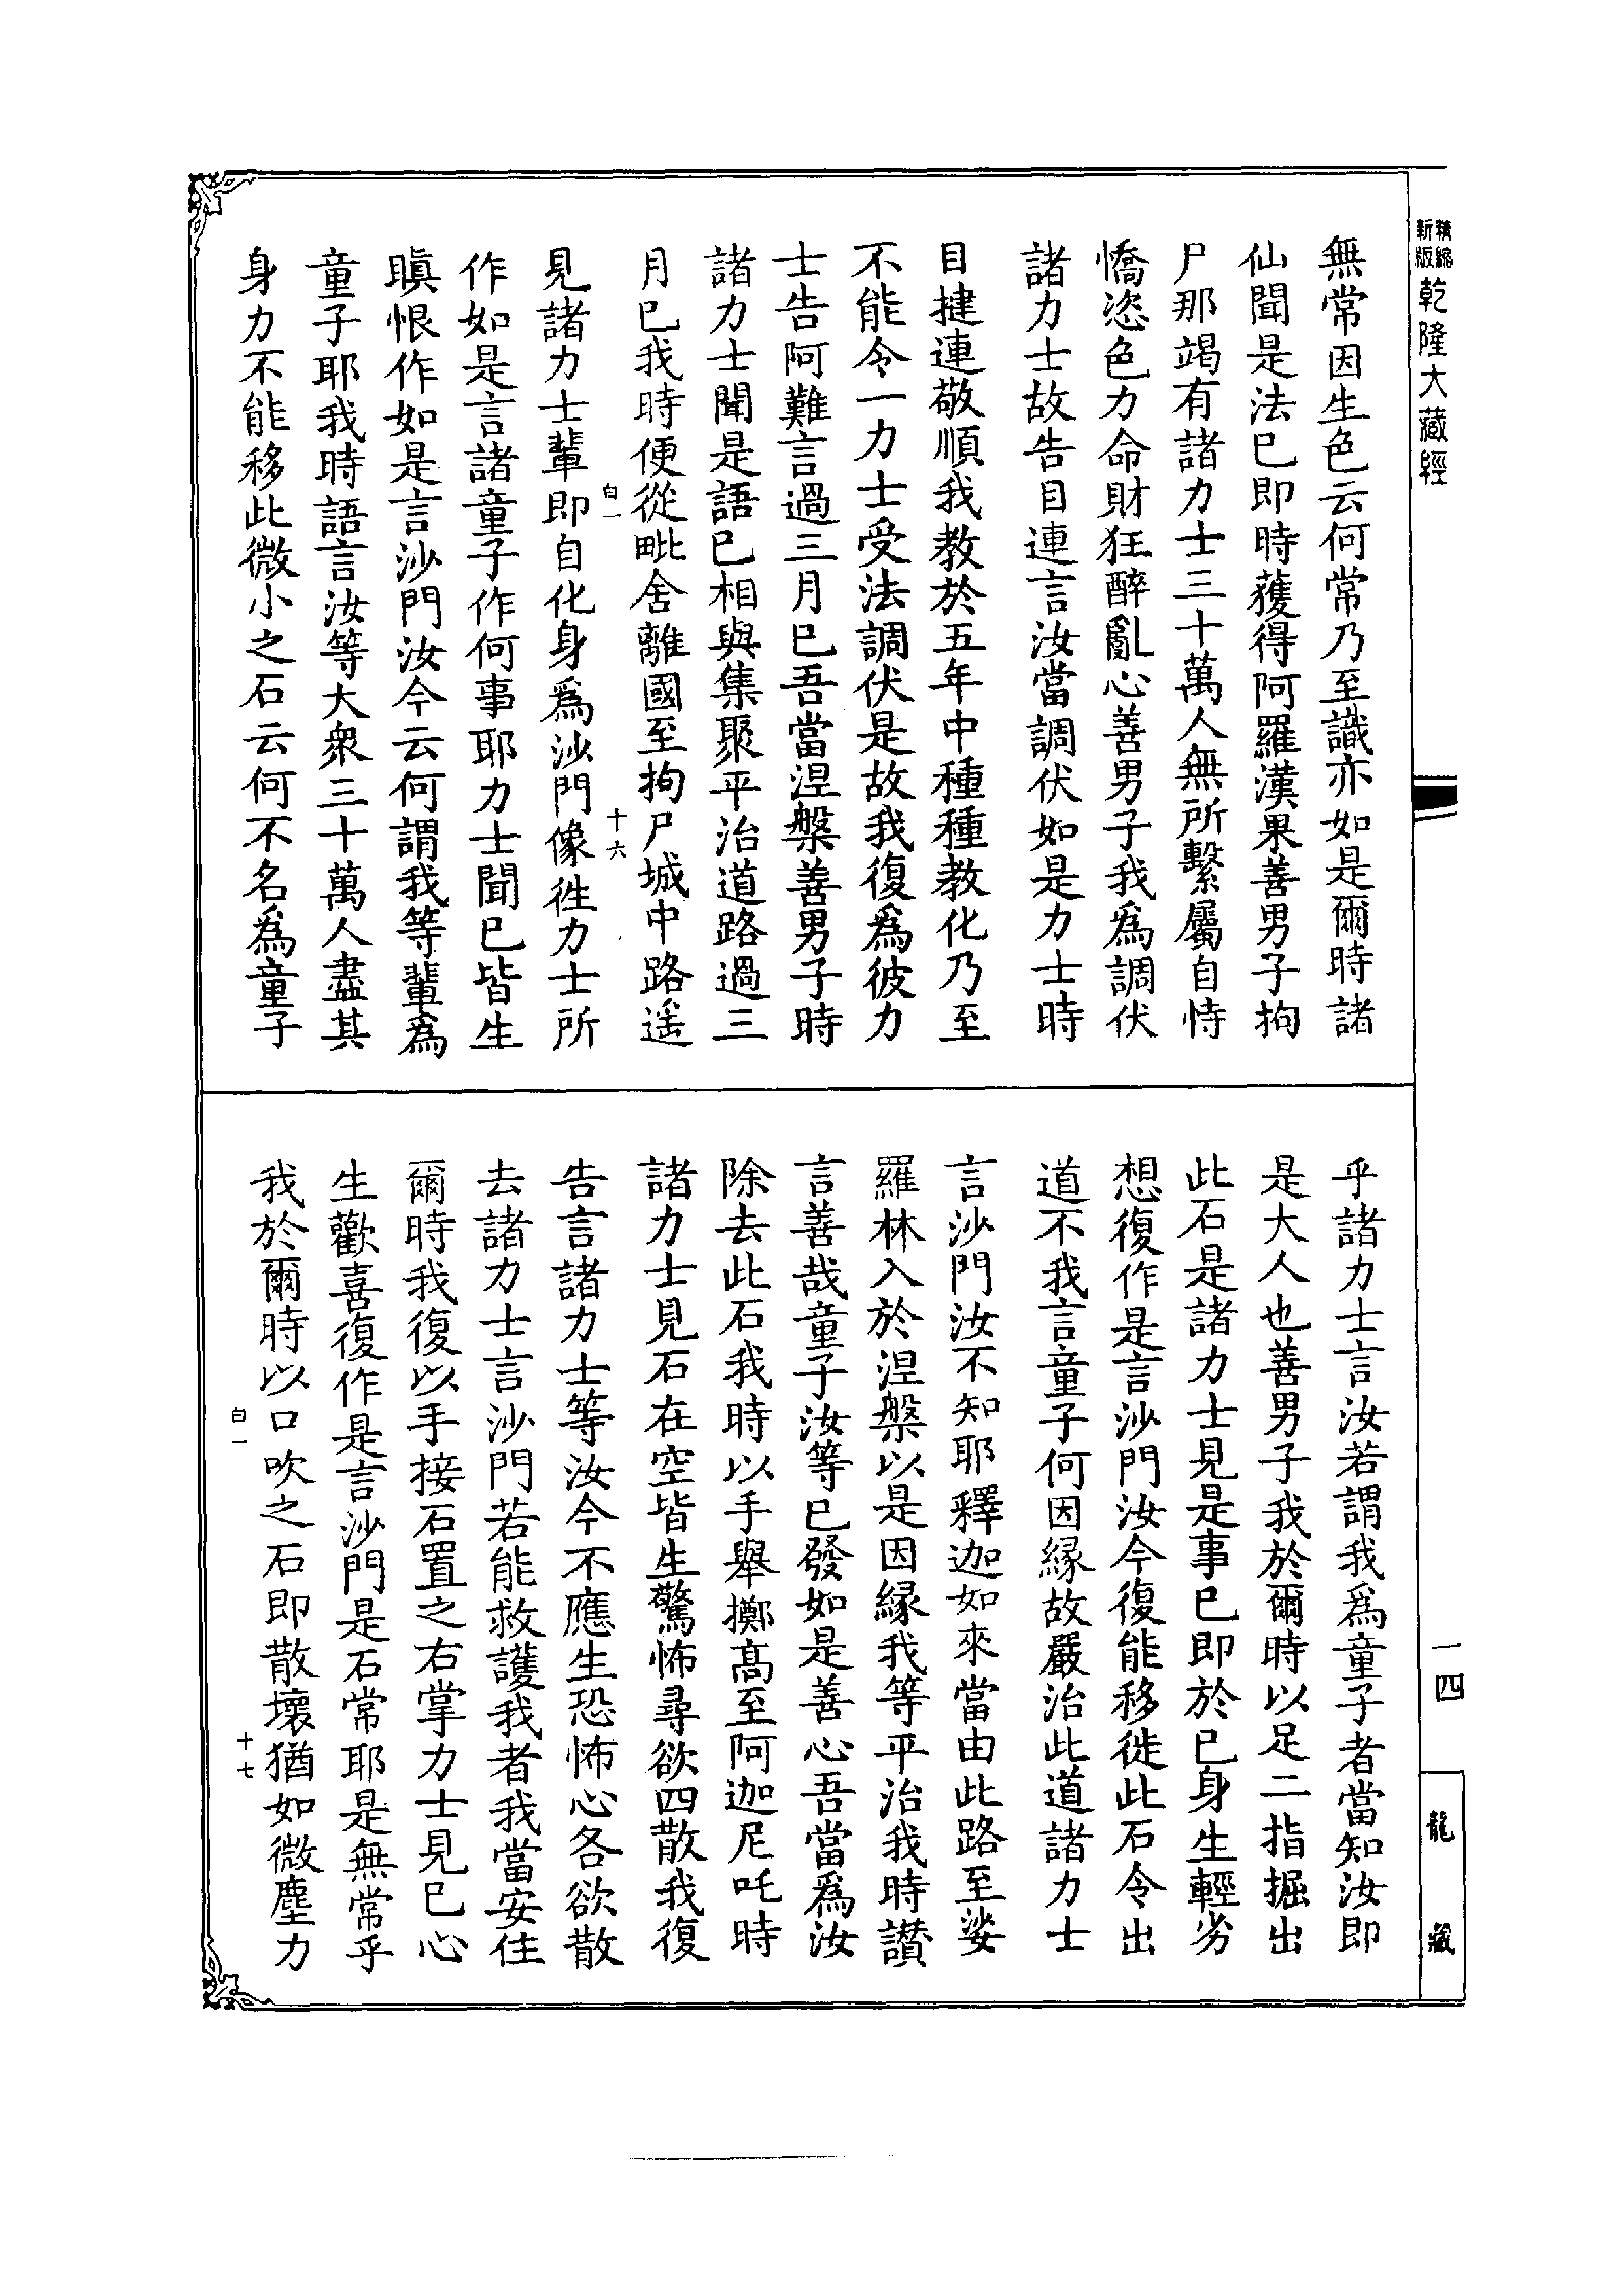 精縮
新版
乾隆大藏經
一四
龍藏
無常因生色云何常乃至識亦如是爾時諸
仙聞是法已即時獲得阿羅漢果善男子拘
尸那竭有諸力士三十萬人無所繫屬自恃
憍恣色力命財狂醉亂心善男子我為調伏
諸力士故告目連言汝當調伏如是力士時
目揵連敬順我教於五年中種種教化乃至
不能令一力士受法調伏是故我復為彼力
士告阿難言過三月已吾當涅槃善男子時
諸力士聞是語已相與集聚平治道路過三
月已我時便從毗舍離國至拘尸城中路遥
白一
十六
見諸力士輩即自化身為沙門像徃力士所
作如是言諸童子作何事耶力士聞已皆生
瞋恨作如是言沙門汝今云何謂我等輩為
童子耶我時語言汝等大衆三十萬人盡其
身力不能移此微小之石云何不名為童子
乎諸力士言汝若謂我為童子者當知汝即
是大人也善男子我於爾時以足二指掘出
此石是諸力士見是事已即於已身生輕劣
想復作是言沙門汝今復能移徙此石令出
道不我言童子何因緣故嚴治此道諸力士
言沙門汝不知耶釋迦如來當由此路至娑
羅林入於涅槃以是因緣我等平治我時讃
言善哉童子汝等已發如是善心吾當為汝
除去此石我時以手舉擲髙至阿迦尼吒時
諸力士見石在空皆生驚怖尋欲四散我復
告言諸力士等汝今不應生恐怖心各欲散
去諸力士言沙門若能救護我者我當安住
爾時我復以手接石置之右掌力士見已心
生歡喜復作是言沙門是石常耶是無常乎
我於爾時以口吹之石即散壞猶如微塵力
白一
十七